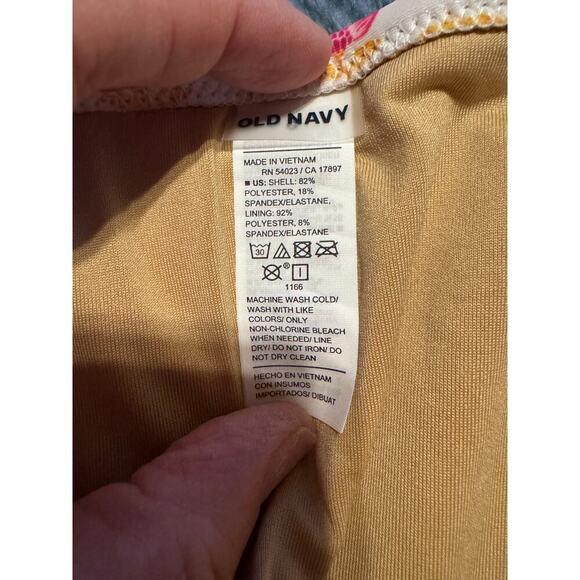 OLD NAVY
MADE IN VIETNAM
RN 54023 / CA 17897
■ US: SHELL: 82%
POLYESTER, 18%
SPANDEX/ELASTANE,
LINING: 92%
POLYESTER, 8%
SPANDEX/ELASTANE
30
®
1166
MACHINE WASH COLD/
WASH WITH LIKE
COLORS/ ONLY
NON-CHLORINE BLEACH
WHEN NEEDED/ LINE
DRY/ DO NOT IRON/ DO
NOT DRY CLEAN
HECHO EN VIETNAM
CON INSUMOS
IMPORTADOS/ DIBUAT